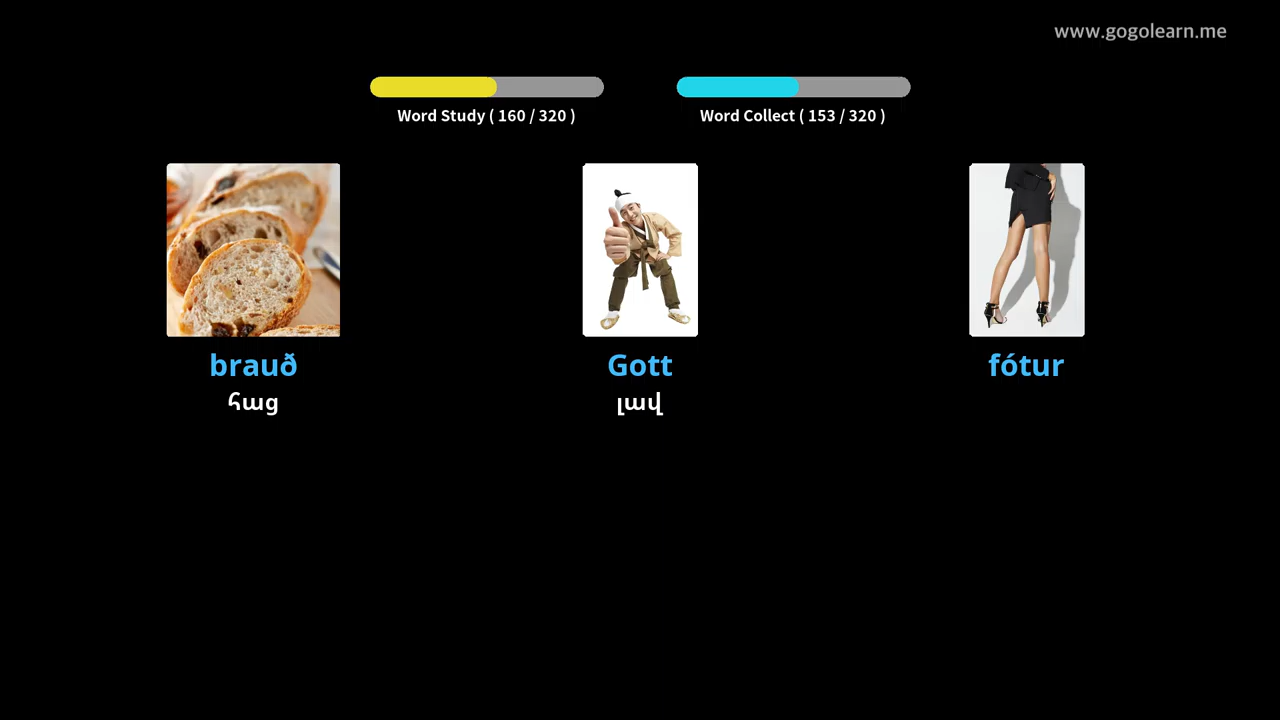 www.gogolearn.me
Word Study ( 160 / 320 )
Word Collect ( 153 / 320 )
brauð
Gott
fótur
հաց
լավ